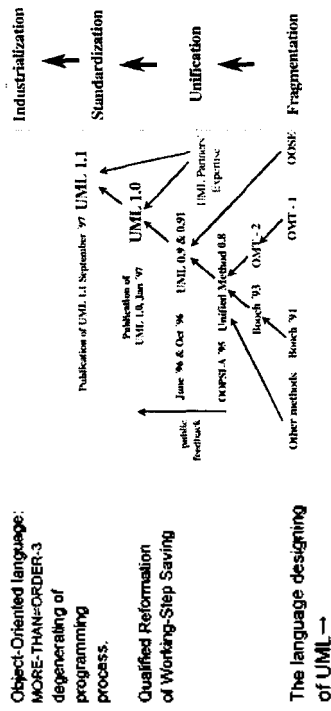 Object-Oriented language:
MORE-THAN=ORDER-3
degenerating of
programming
process.
Qualified Reformation
of Working-Step Saving
The language designing
of UML→
Publication of UML 1.1 September '97
UML 1.1
Publication of
UML 1.0, Jan '97
UML 1.0
June '96 & Oct '96
UML 0.9 & 0.91
UML Partners'
Expertise
public
feedback
OOPSLA '95
Unified Method 0.8
Booch '93
OMT - 2
Other methods
Booch '91
OMT - 1
OOSE
Industrialization
Standardization
Unification
Fragmentation